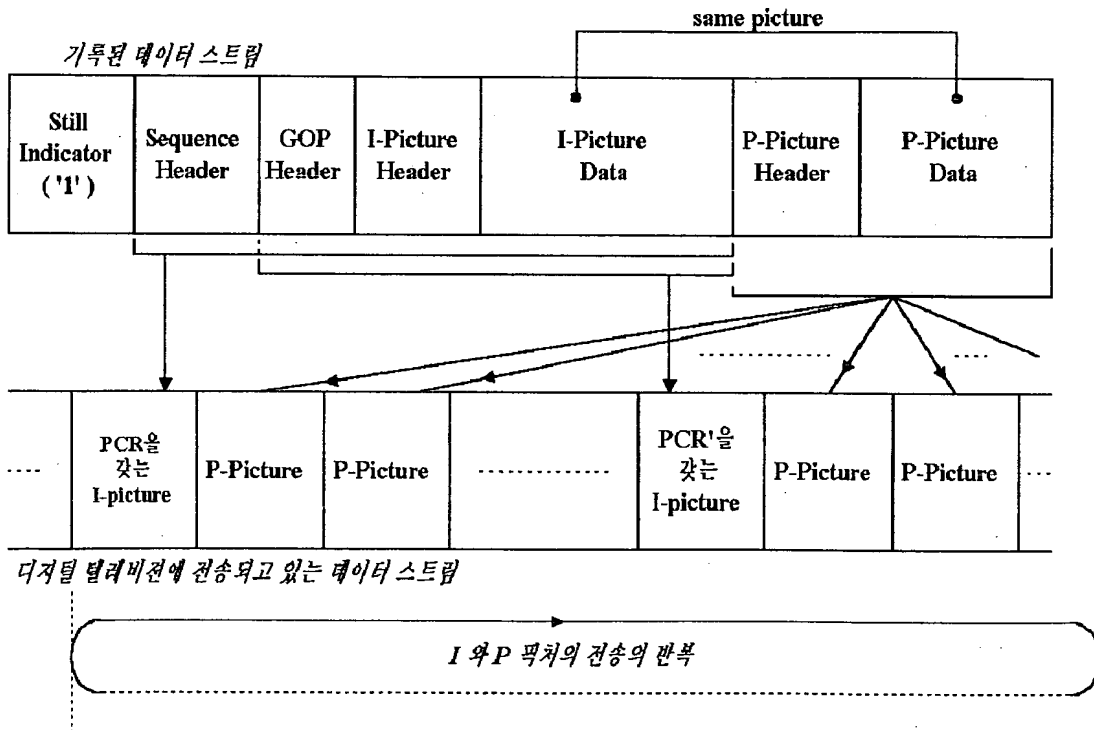 same picture
기록된 데이터 스트림
Still
Indicator
( '1' )
Sequence
Header
GOP
Header
I-Picture
Header
I-Picture
Data
P-Picture
Header
P-Picture
Data
PCR을
갖는
I-picture
P-Picture
P-Picture
PCR'을
갖는
I-picture
P-Picture
P-Picture
디지털 텔레비전에 전송되고 있는 데이터 스트림
I 와 P 픽처의 전송의 반복